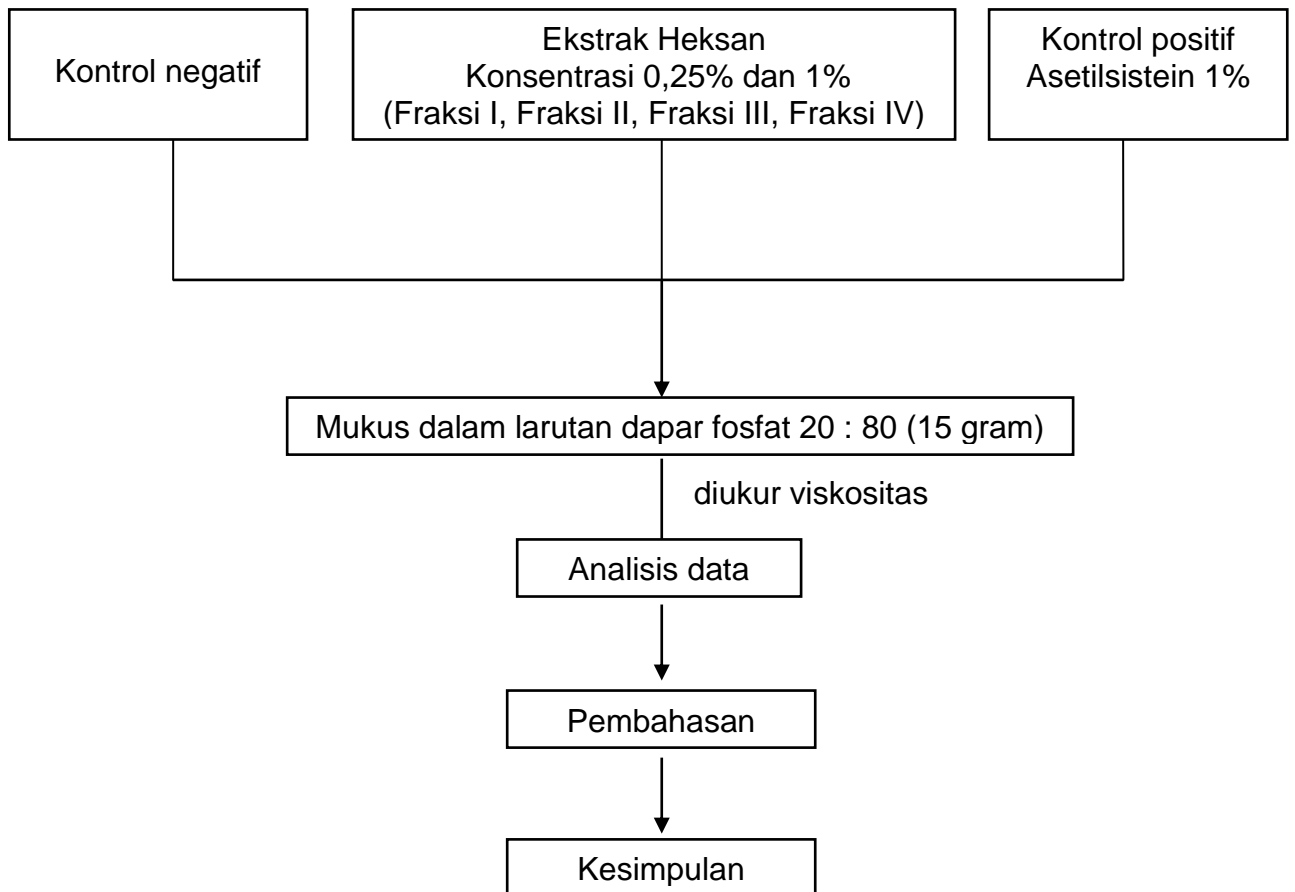 Kontrol negatif
Ekstrak Heksan
Konsentrasi 0,25% dan 1%
(Fraksi I, Fraksi II, Fraksi III, Fraksi IV)
Kontrol positif
Asetilsistein 1%
Mukus dalam larutan dapar fosfat 20 : 80 (15 gram)
diukur viskositas
Analisis data
Pembahasan
Kesimpulan